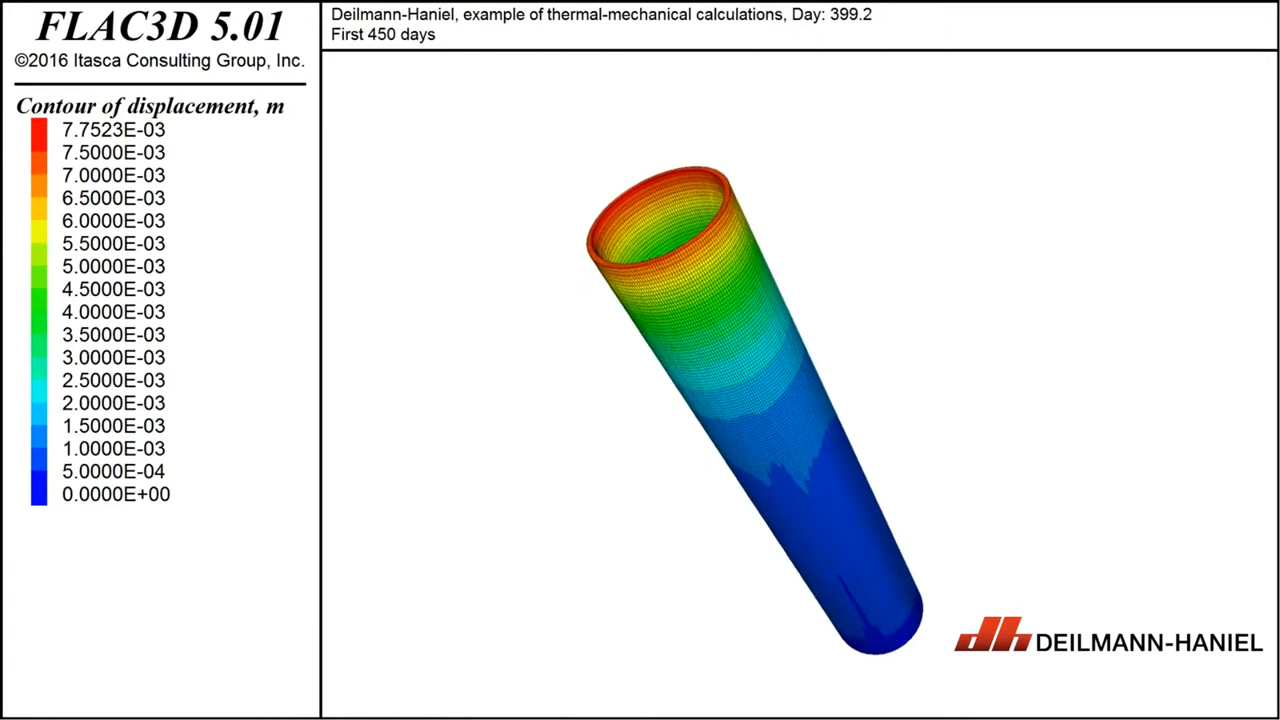 FLAC3D 5.01
©2016 Itasca Consulting Group, Inc.
Contour of displacement, m
7.7523E-03
7.5000E-03
7.0000E-03
6.5000E-03
6.0000E-03
5.5000E-03
5.0000E-03
4.5000E-03
4.0000E-03
3.5000E-03
3.0000E-03
2.5000E-03
2.0000E-03
1.5000E-03
1.0000E-03
5.0000E-04
0.0000E+00
Deilmann-Haniel, example of thermal-mechanical calculations, Day: 399.2
First 450 days
dh DEILMANN-HANIEL